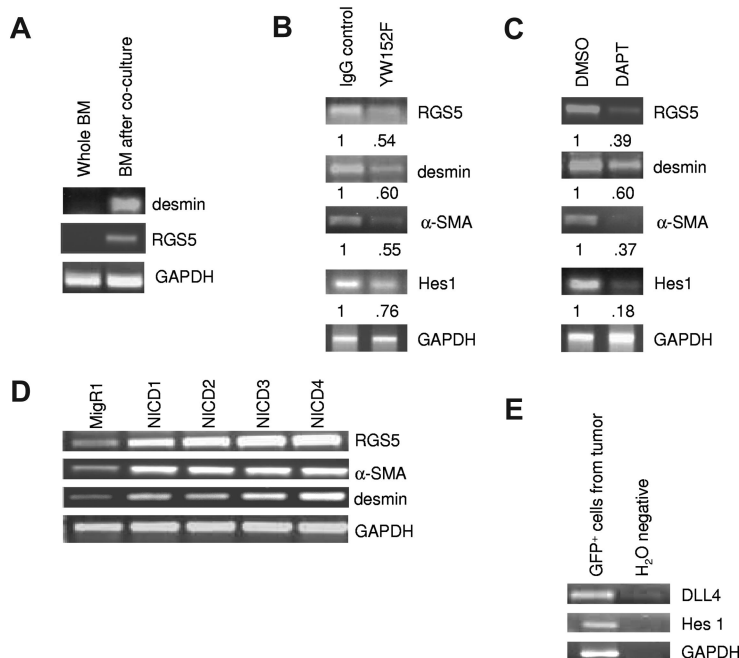 A
Whole BM
BM after co-culture
desmin
RGS5
GAPDH
B
IgG control
YW152F
RGS5
1 .54
desmin
1 .60
α-SMA
1 .55
Hes1
1 .76
GAPDH
C
DMSO
DAPT
RGS5
1 .39
desmin
1 .60
α-SMA
1 .37
Hes1
1 .18
GAPDH
D
MigR1
NICD1
NICD2
NICD3
NICD4
RGS5
α-SMA
desmin
GAPDH
E
GFP⁺ cells from tumor
H₂O negative
DLL4
Hes 1
GAPDH